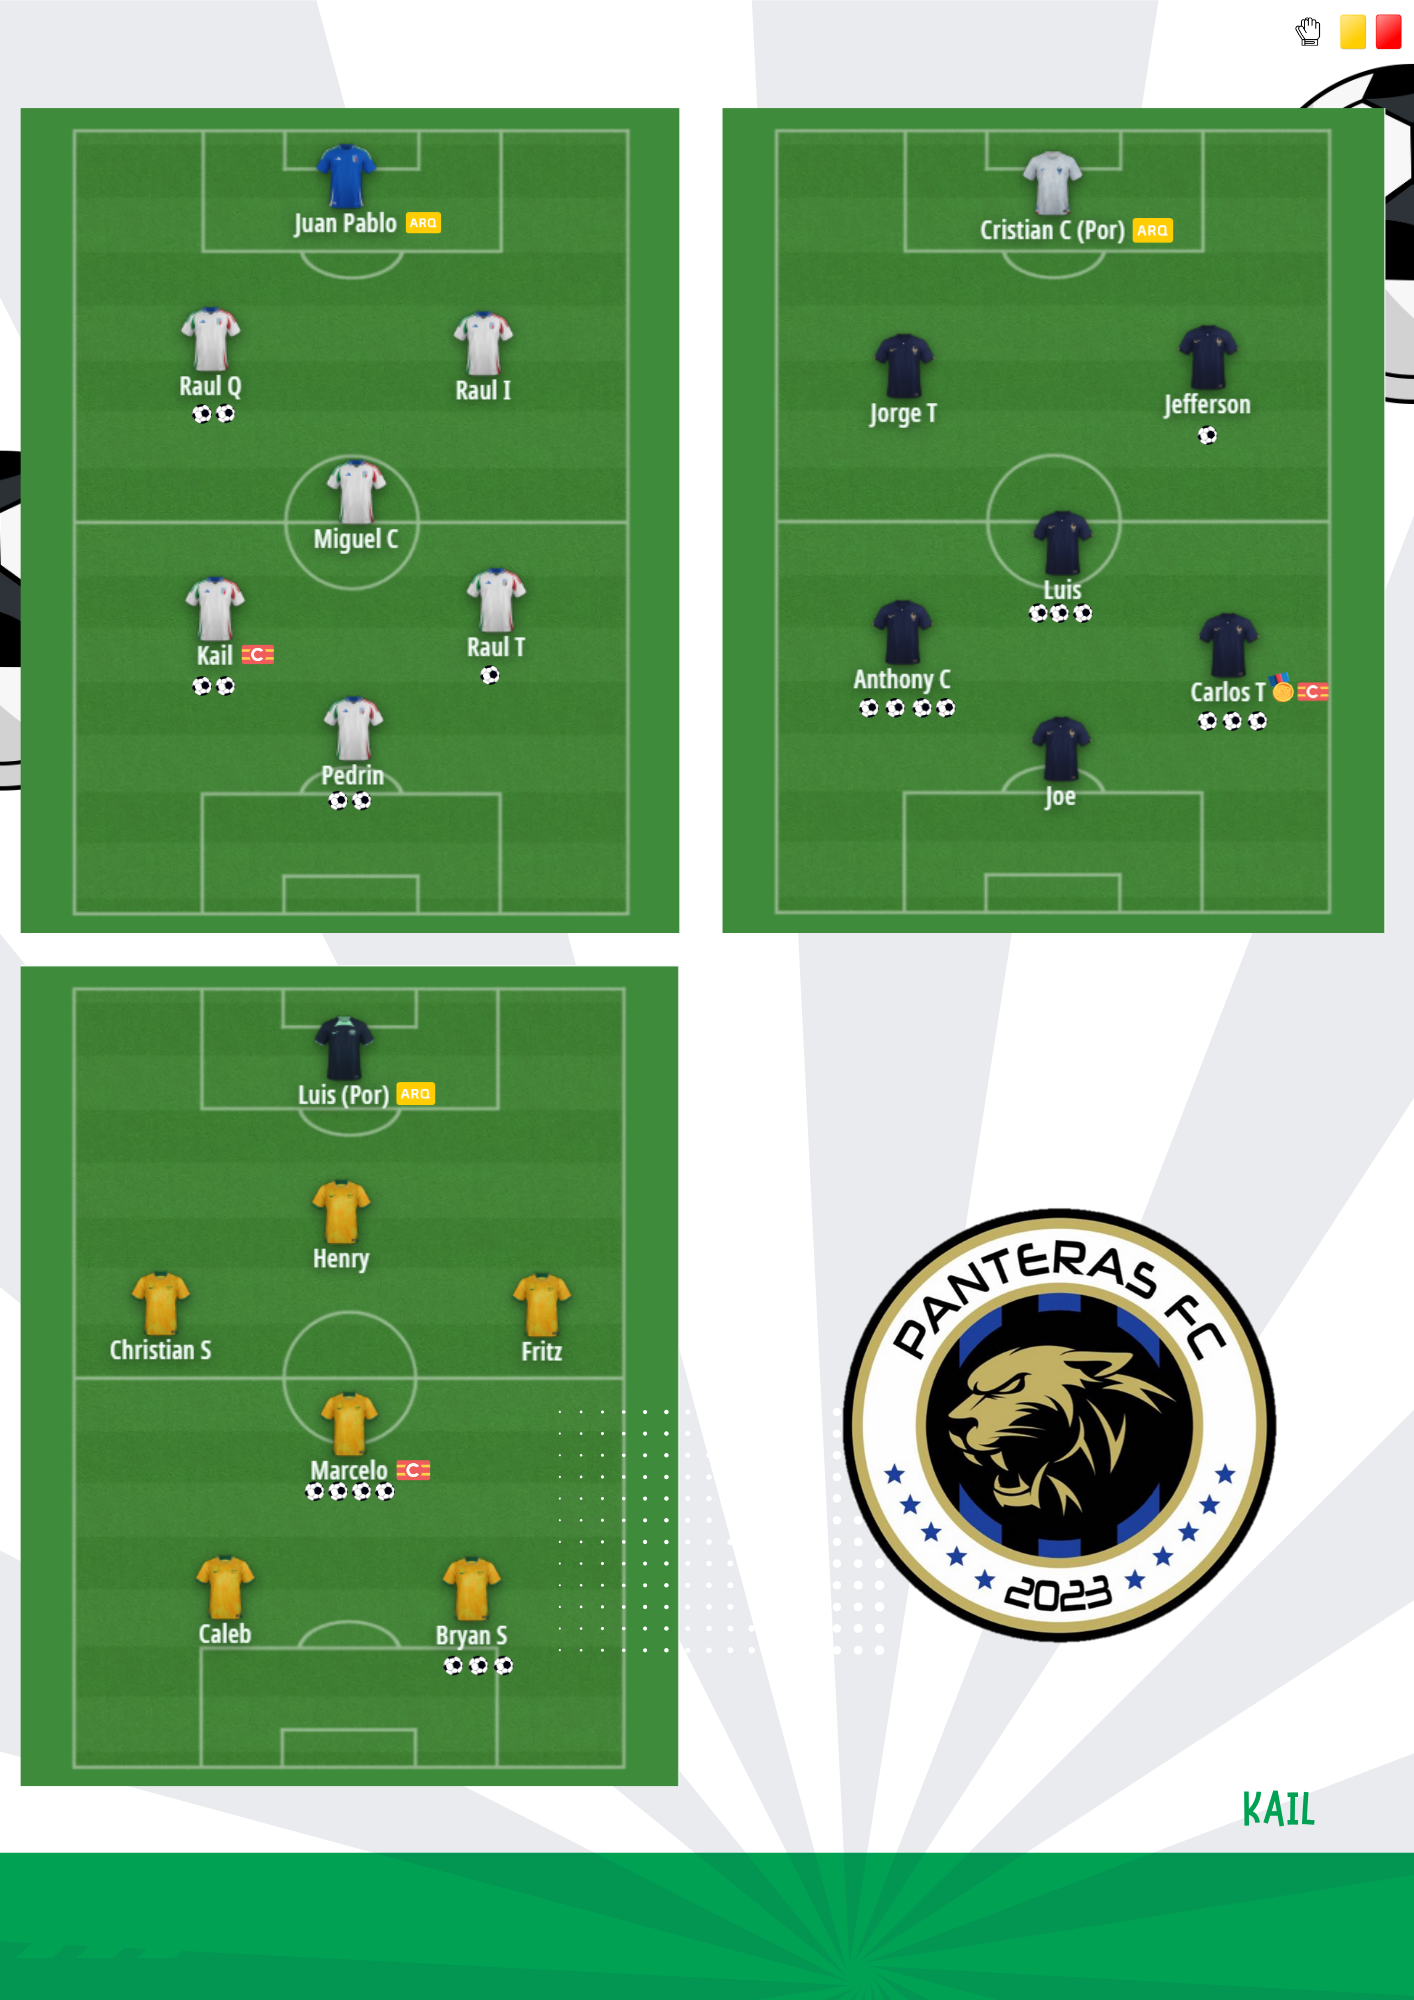 Juan Pablo ARQ
Raul Q
Raul I
Miguel C
Kail C
Raul T
Pedrin
Cristian C (Por) ARQ
Jorge T
Jefferson
Luis
Anthony C
Carlos T C
Joe
Luis (Por) ARQ
Henry
Christian S
Fritz
Marcelo C
Caleb
Bryan S
PANTERAS FC
2023
KAIL